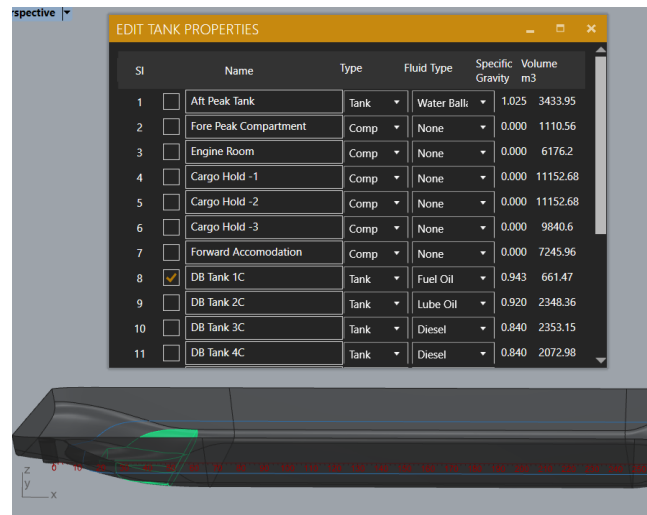 spective
EDIT TANK PROPERTIES
SI Name Type Fluid Type Specific Gravity Volume m3
1 Aft Peak Tank Tank Water Balla 1.025 3433.95
2 Fore Peak Compartment Comp None 0.000 1110.56
3 Engine Room Comp None 0.000 6176.2
4 Cargo Hold -1 Comp None 0.000 11152.68
5 Cargo Hold -2 Comp None 0.000 11152.68
6 Cargo Hold -3 Comp None 0.000 9840.6
7 Forward Accomodation Comp None 0.000 7245.96
8 DB Tank 1C Tank Fuel Oil 0.943 661.47
9 DB Tank 2C Tank Lube Oil 0.920 2348.36
10 DB Tank 3C Tank Diesel 0.840 2353.15
11 DB Tank 4C Tank Diesel 0.840 2072.98
z
y
x